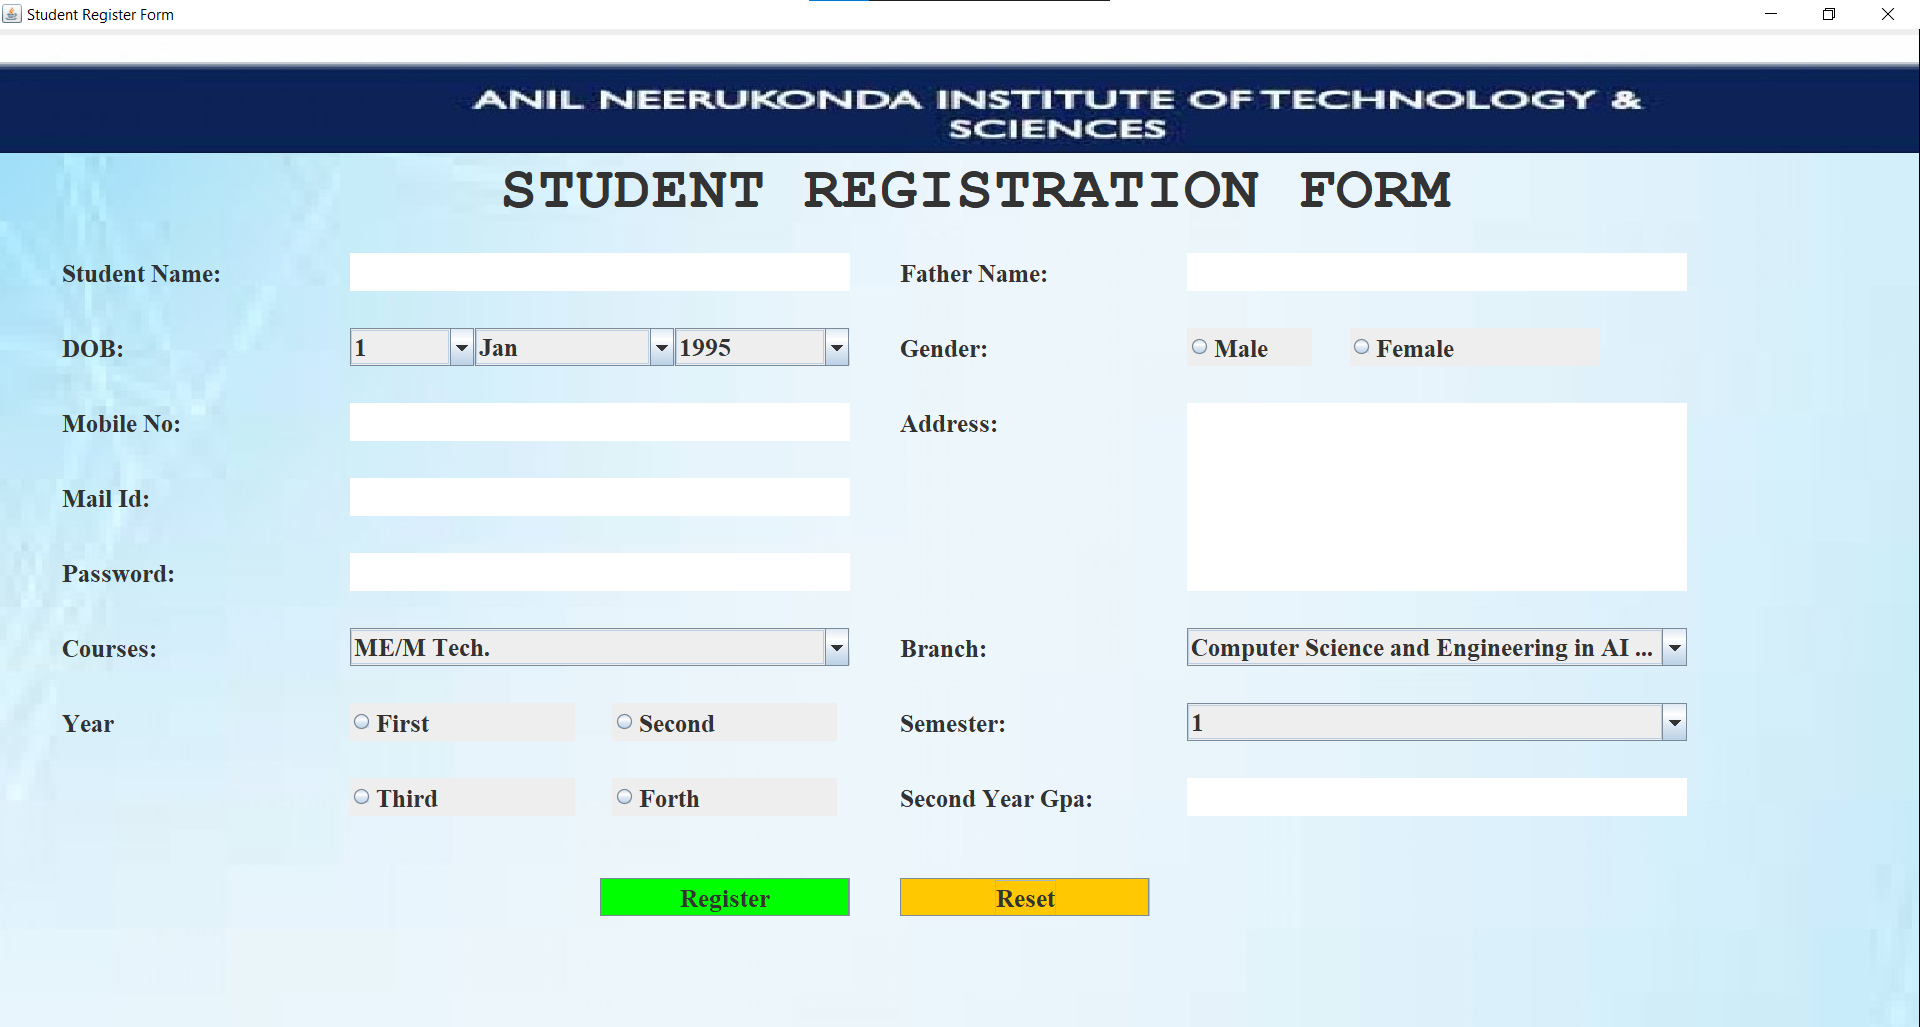 Student Register Form
ANIL NEERUKONDA INSTITUTE OF TECHNOLOGY &
SCIENCES
STUDENT REGISTRATION FORM
Student Name:
Father Name:
DOB: 1 Jan 1995
Gender: Male Female
Mobile No:
Address:
Mail Id:
Password:
Courses: ME/M Tech.
Branch: Computer Science and Engineering in AI ...
Year First Second
Semester: 1
Third Forth
Second Year Gpa:
Register Reset